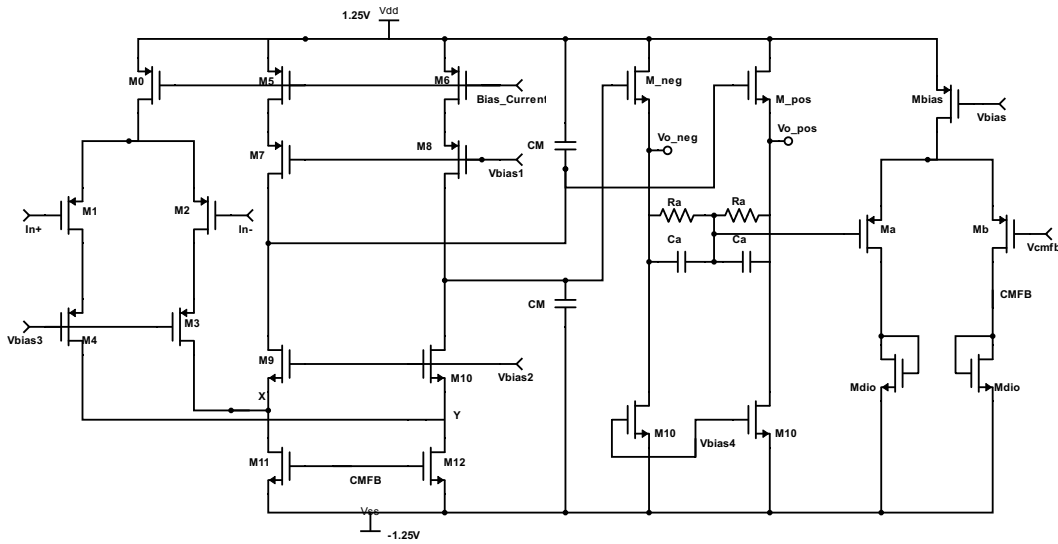 1.25V
Vdd
M0
M5
M6
Bias_Current
M_neg
M_pos
Mbias
Vbias
M7
M8
Vbias1
CM
Vo_neg
Vo_pos
M1
M2
In+
In-
Ra
Ra
Ma
Mb
Vcmfb
Ca
Ca
CM
CMFB
Vbias3
M4
M3
M9
M10
Vbias2
Mdio
Mdio
X
Y
M10
Vbias4
M10
M11
CMFB
M12
Vss
-1.25V